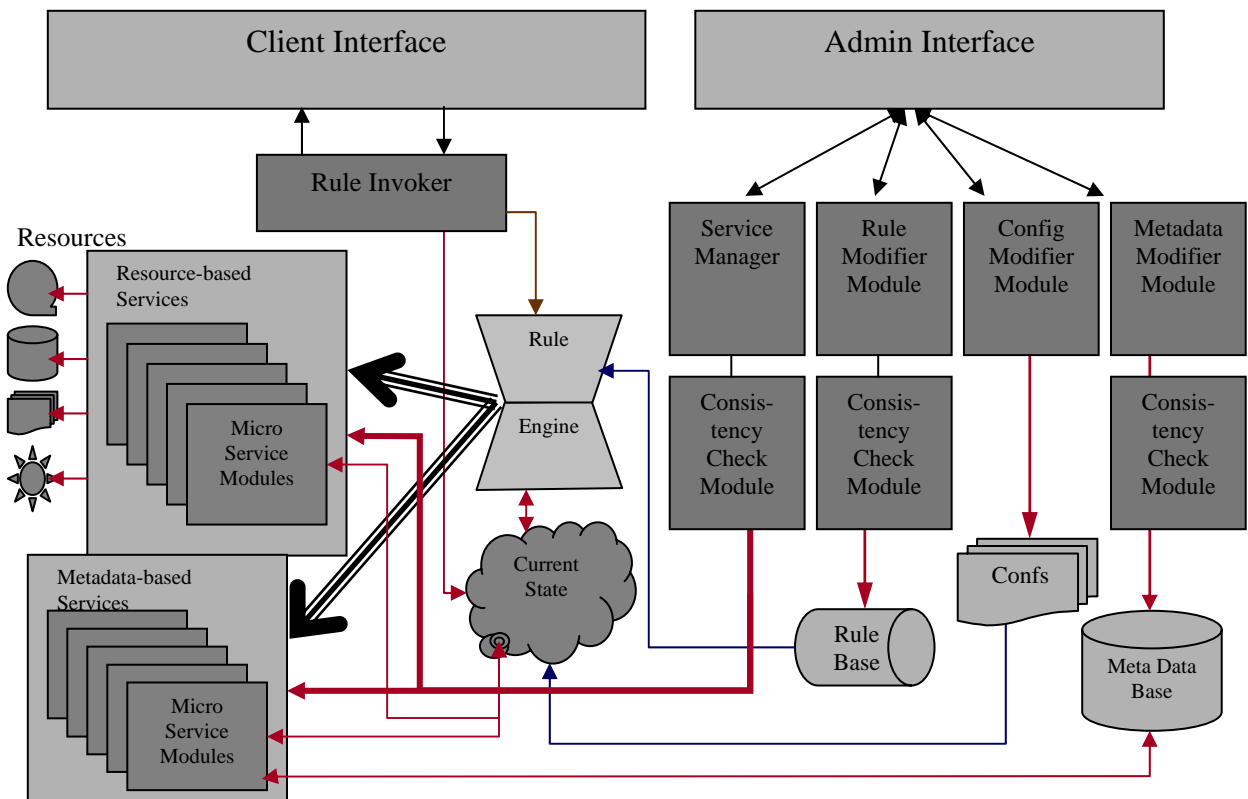 Client Interface
Admin Interface
Rule Invoker
Resources
Resource-based
Services
Micro
Service
Modules
Metadata-based
Services
Micro
Service
Modules
Rule
Engine
Current
State
Service
Manager
Rule
Modifier
Module
Config
Modifier
Module
Metadata
Modifier
Module
Consis-
tency
Check
Module
Consis-
tency
Check
Module
Consis-
tency
Check
Module
Confs
Rule
Base
Meta Data
Base